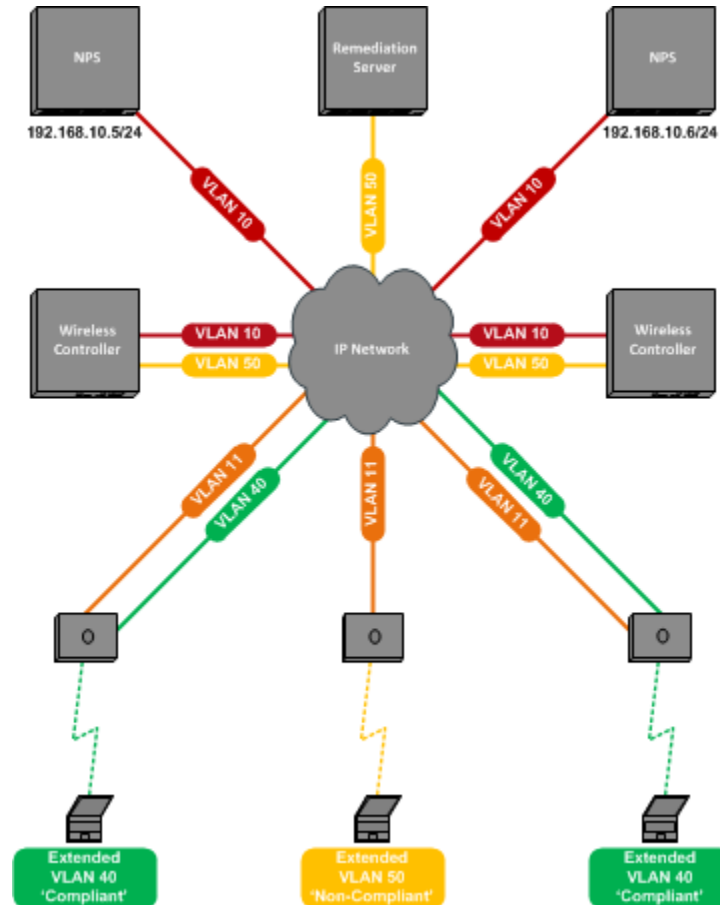 NPS
Remediation
Server
NPS
192.168.10.5/24
192.168.10.6/24
VLAN 10
VLAN 50
VLAN 10
Wireless
Controller
VLAN 10
VLAN 50
IP Network
VLAN 10
VLAN 50
Wireless
Controller
VLAN 11
VLAN 40
VLAN 11
VLAN 40
VLAN 11
Extended
VLAN 40
'Compliant'
Extended
VLAN 50
'Non-Compliant'
Extended
VLAN 40
'Compliant'